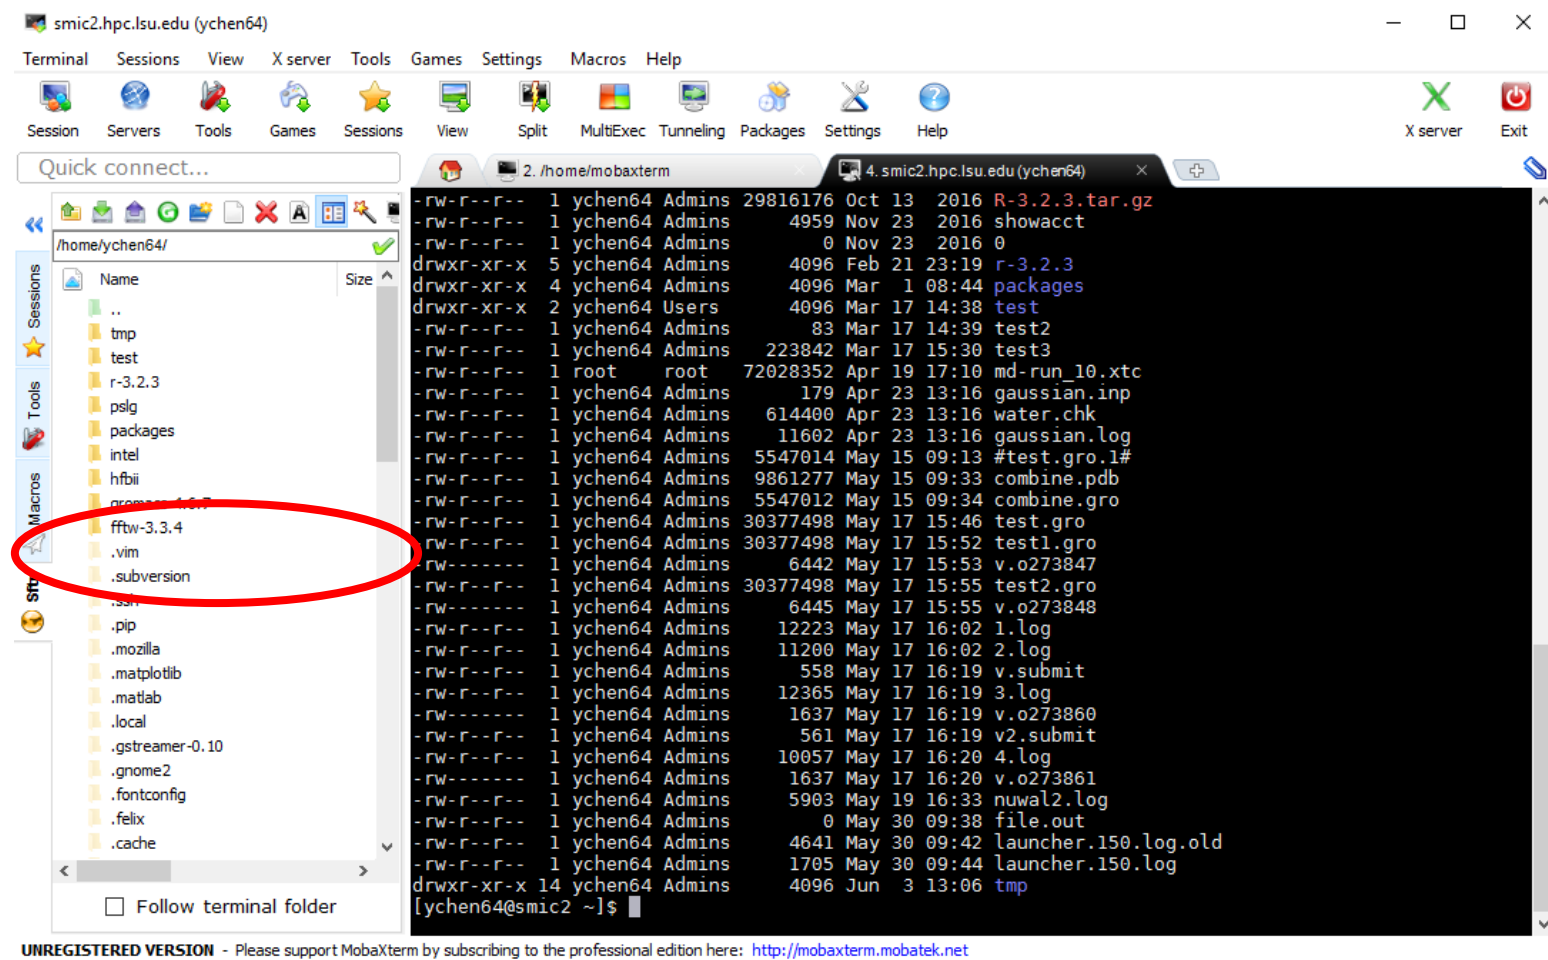 smic2.hpc.lsu.edu (ychen64)
Terminal Sessions View X server Tools Games Settings Macros Help
Session Servers Tools Games Sessions View Split MultiExec Tunneling Packages Settings Help X server Exit
Quick connect...
2. /home/mobaxterm
4. smic2.hpc.lsu.edu (ychen64)
/home/ychen64/
Name Size
..
tmp
test
r-3.2.3
pslg
packages
intel
hfbii
gromacs-4.6.7
fftw-3.3.4
.vim
.subversion
.ssh
.pip
.mozilla
.matplotlib
.matlab
.local
.gstreamer-0.10
.gnome2
.fontconfig
.felix
.cache
Follow terminal folder
Sessions
Tools
Macros
-rw-r--r-- 1 ychen64 Admins 29816176 Oct 13 2016 R-3.2.3.tar.gz
-rw-r--r-- 1 ychen64 Admins 4959 Nov 23 2016 showacct
-rw-r--r-- 1 ychen64 Admins 0 Nov 23 2016 0
drwxr-xr-x 5 ychen64 Admins 4096 Feb 21 23:19 r-3.2.3
drwxr-xr-x 4 ychen64 Admins 4096 Mar 1 08:44 packages
drwxr-xr-x 2 ychen64 Users 4096 Mar 17 14:38 test
-rw-r--r-- 1 ychen64 Admins 83 Mar 17 14:39 test2
-rw-r--r-- 1 ychen64 Admins 223842 Mar 17 15:30 test3
-rw-r--r-- 1 root root 72028352 Apr 19 17:10 md-run_10.xtc
-rw-r--r-- 1 ychen64 Admins 179 Apr 23 13:16 gaussian.inp
-rw-r--r-- 1 ychen64 Admins 614400 Apr 23 13:16 water.chk
-rw-r--r-- 1 ychen64 Admins 11602 Apr 23 13:16 gaussian.log
-rw-r--r-- 1 ychen64 Admins 5547014 May 15 09:13 #test.gro.1#
-rw-r--r-- 1 ychen64 Admins 9861277 May 15 09:33 combine.pdb
-rw-r--r-- 1 ychen64 Admins 5547012 May 15 09:34 combine.gro
-rw-r--r-- 1 ychen64 Admins 30377498 May 17 15:46 test.gro
-rw-r--r-- 1 ychen64 Admins 30377498 May 17 15:52 test1.gro
-rw------- 1 ychen64 Admins 6442 May 17 15:53 v.o273847
-rw-r--r-- 1 ychen64 Admins 30377498 May 17 15:55 test2.gro
-rw------- 1 ychen64 Admins 6445 May 17 15:55 v.o273848
-rw-r--r-- 1 ychen64 Admins 12223 May 17 16:02 1.log
-rw-r--r-- 1 ychen64 Admins 11200 May 17 16:02 2.log
-rw-r--r-- 1 ychen64 Admins 558 May 17 16:19 v.submit
-rw-r--r-- 1 ychen64 Admins 12365 May 17 16:19 3.log
-rw------- 1 ychen64 Admins 1637 May 17 16:19 v.o273860
-rw-r--r-- 1 ychen64 Admins 561 May 17 16:19 v2.submit
-rw-r--r-- 1 ychen64 Admins 10057 May 17 16:20 4.log
-rw------- 1 ychen64 Admins 1637 May 17 16:20 v.o273861
-rw-r--r-- 1 ychen64 Admins 5903 May 19 16:33 nuwal2.log
-rw-r--r-- 1 ychen64 Admins 0 May 30 09:38 file.out
-rw-r--r-- 1 ychen64 Admins 4641 May 30 09:42 launcher.150.log.old
-rw-r--r-- 1 ychen64 Admins 1705 May 30 09:44 launcher.150.log
drwxr-xr-x 14 ychen64 Admins 4096 Jun 3 13:06 tmp
[ychen64@smic2 ~]$
UNREGISTERED VERSION - Please support MobaXterm by subscribing to the professional edition here: http://mobaxterm.mobatek.net